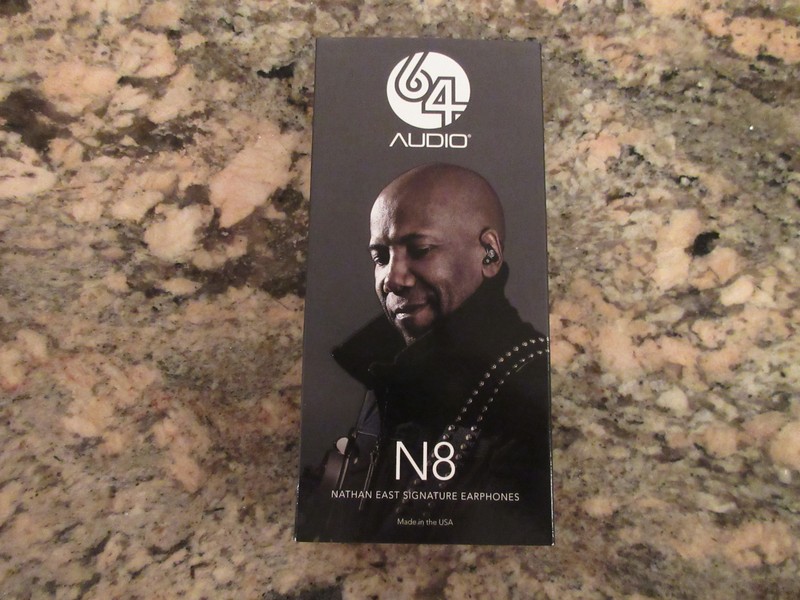 64
AUDIO®
N8
NATHAN EAST SIGNATURE EARPHONES
Made in the USA